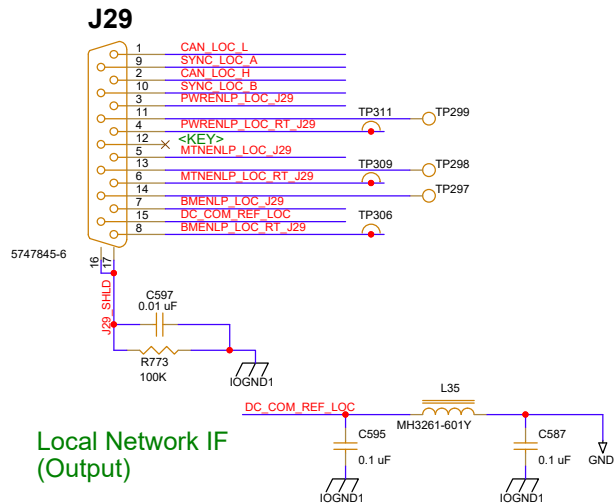 J29
1 CAN_LOC_L
9 SYNC_LOC_A
2 CAN_LOC_H
10 SYNC_LOC_B
3 PWRENLP_LOC_J29
11 TP311 TP299
4 PWRENLP_LOC_RT_J29
12 <KEY>
5 MTNENLP_LOC_J29
13 TP309 TP298
6 MTNENLP_LOC_RT_J29
14 TP297
7 BMENLP_LOC_J29
15 DC_COM_REF_LOC TP306
8 BMENLP_LOC_RT_J29
5747845-6
16
17
J29_SHLD
C597
0.01 uF
R773
100K
IOGND1
L35
DC_COM_REF_LOC
MH3261-601Y
C595
0.1 uF
C587
0.1 uF
GND
IOGND1
IOGND1
Local Network IF
(Output)